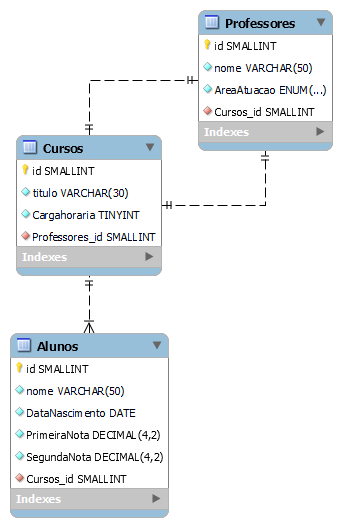 Professores
id SMALLINT
nome VARCHAR(50)
AreaAtuacao ENUM(...)
Cursos_id SMALLINT
Indexes
Cursos
id SMALLINT
titulo VARCHAR(30)
Cargahoraria TINYINT
Professores_id SMALLINT
Indexes
Alunos
id SMALLINT
nome VARCHAR(50)
DataNascimento DATE
PrimeiraNota DECIMAL(4,2)
SegundaNota DECIMAL(4,2)
Cursos_id SMALLINT
Indexes